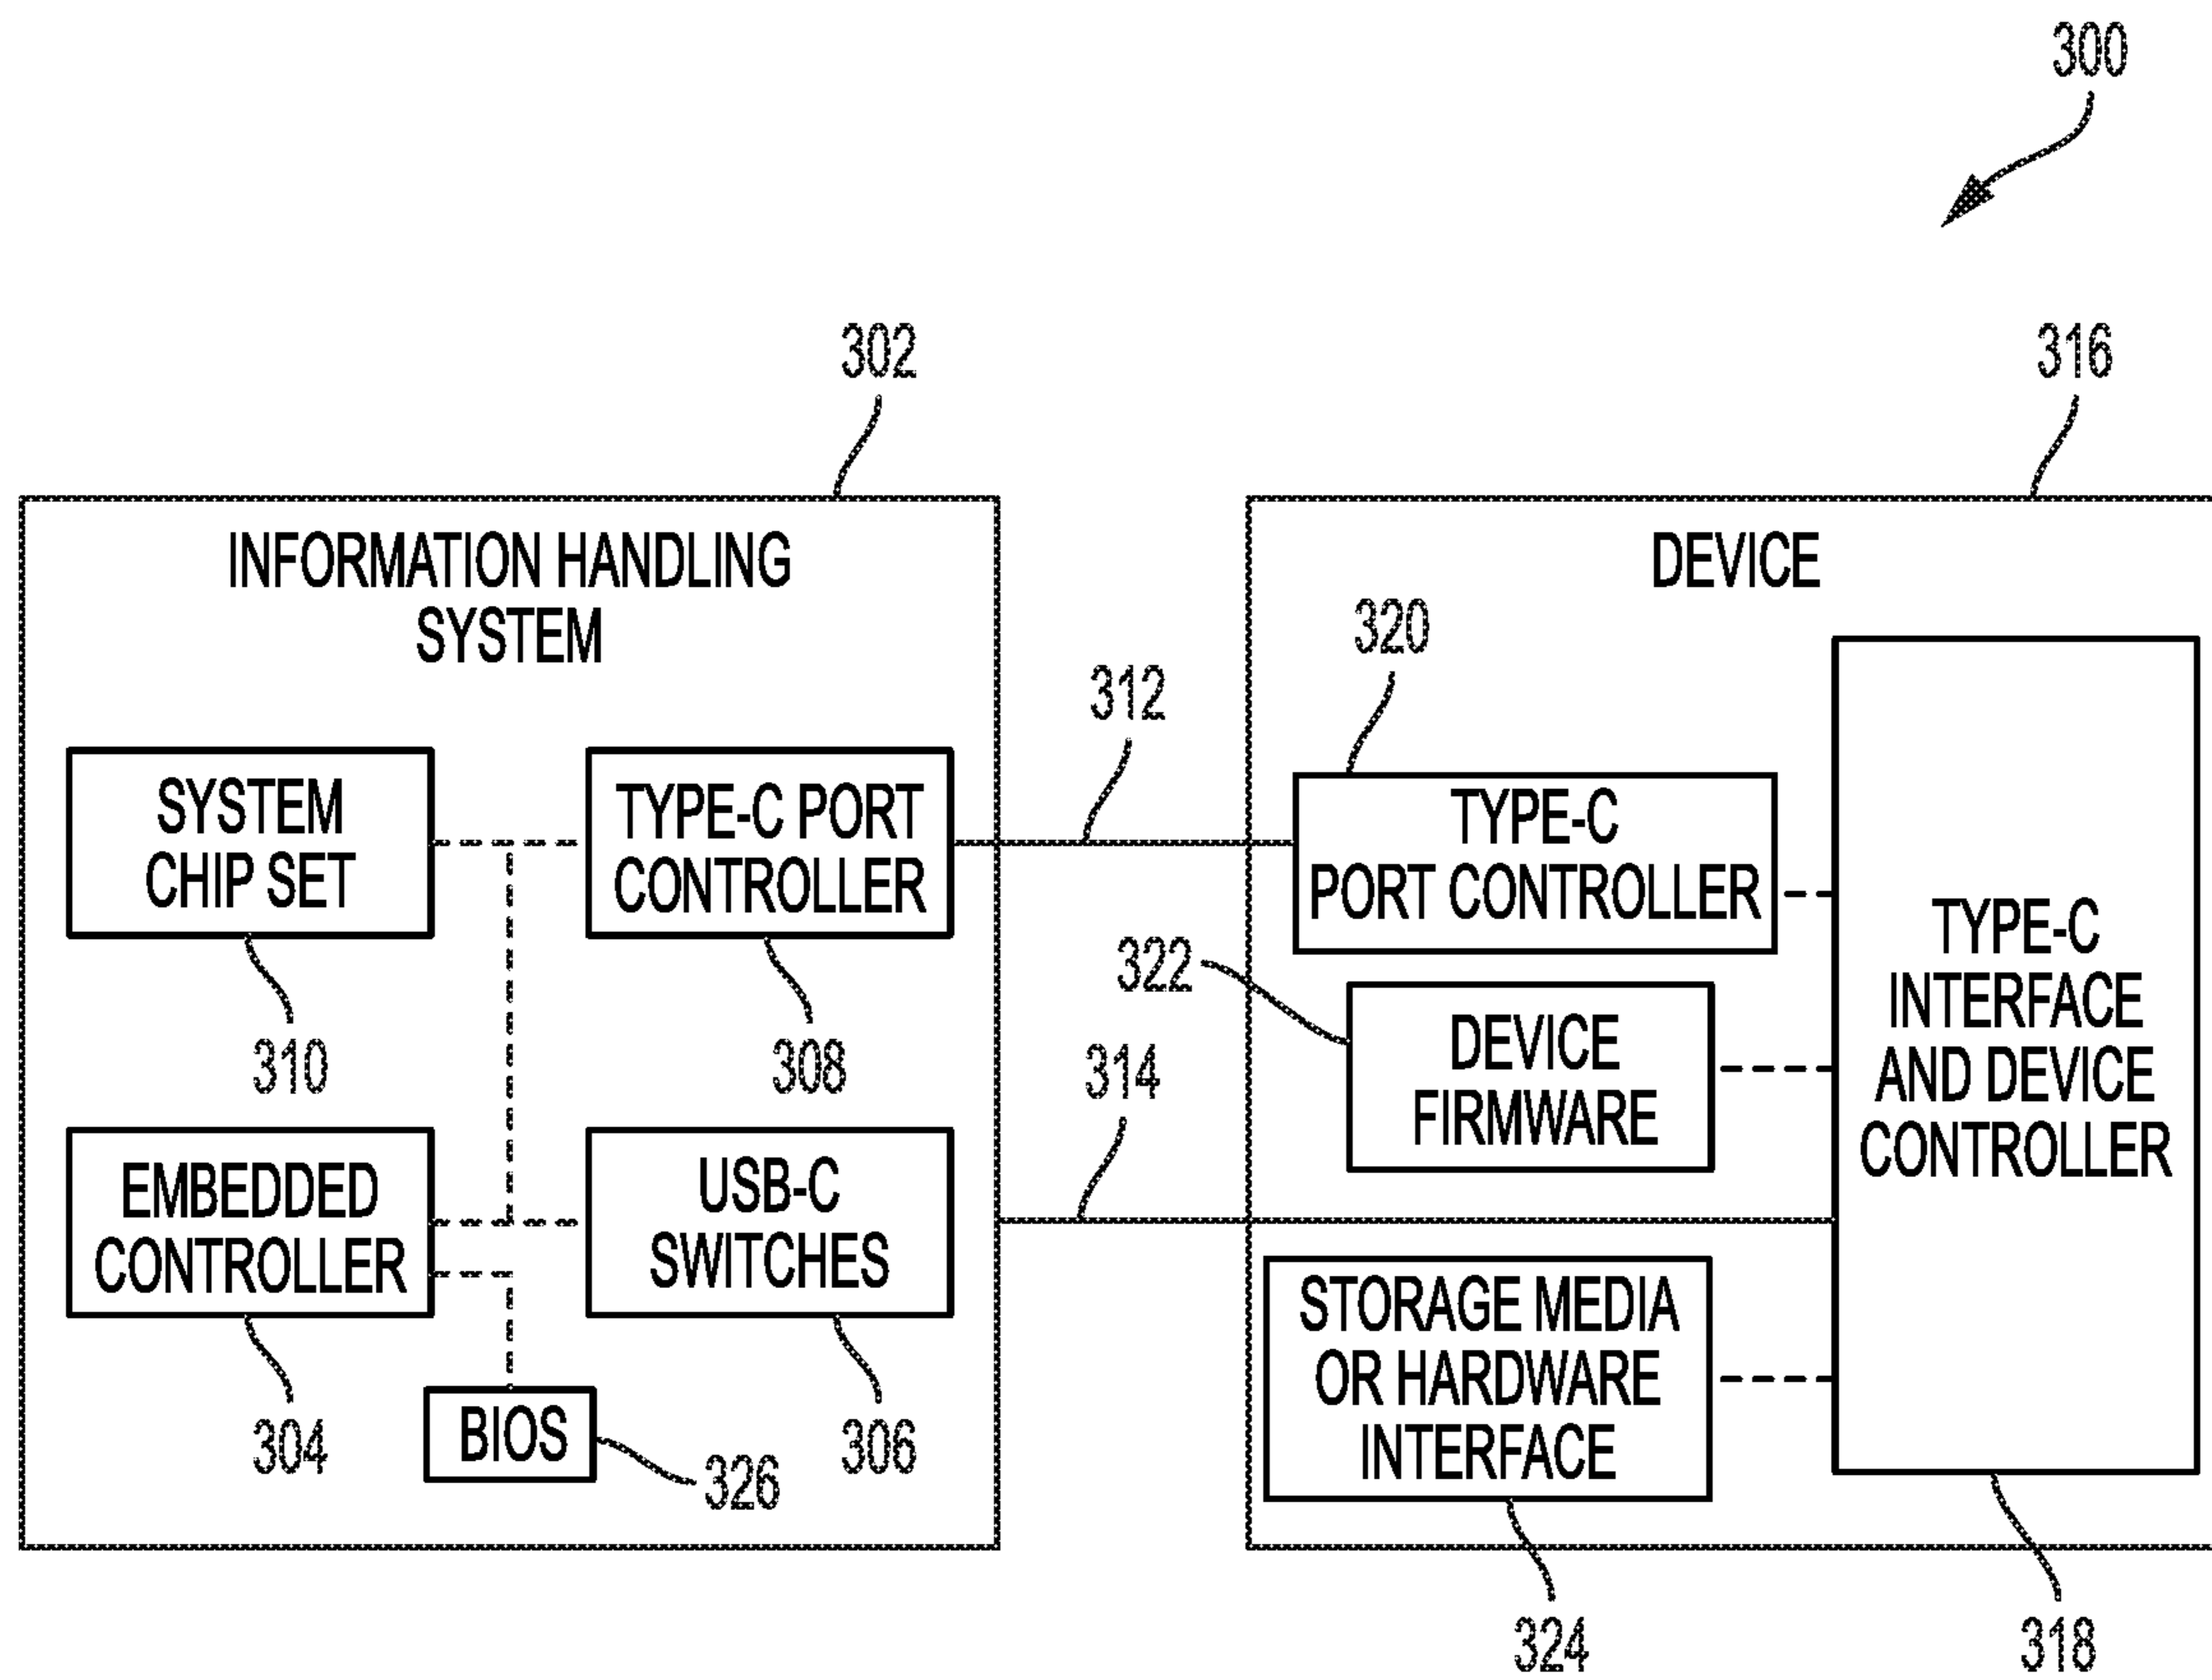 300
302
316
INFORMATION HANDLING
SYSTEM
DEVICE
320
312
SYSTEM
CHIP SET
TYPE-C PORT
CONTROLLER
TYPE-C
PORT CONTROLLER
TYPE-C
INTERFACE
AND DEVICE
CONTROLLER
322
310
308
314
DEVICE
FIRMWARE
EMBEDDED
CONTROLLER
USB-C
SWITCHES
STORAGE MEDIA
OR HARDWARE
INTERFACE
304
BIOS
326
306
324
318